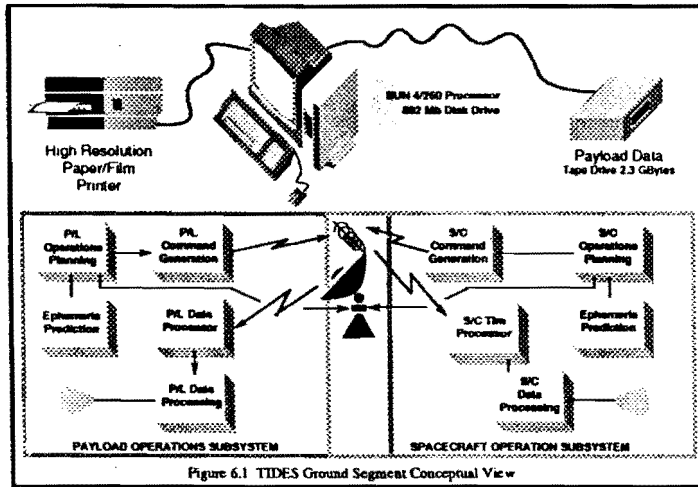 SUN 4/260 Processor
892 Mb Disk Drive
High Resolution
Paper/Film
Printer
Payload Data
Tape Drive 2.3 GBytes
P/L
Operations
Planning
P/L
Command
Generation
Ephemeris
Prediction
P/L Data
Processor
P/L Data
Processing
PAYLOAD OPERATIONS SUBSYSTEM
S/C
Command
Generation
S/C
Operations
Planning
S/C Tlm
Processor
Ephemeris
Prediction
S/C
Data
Processing
SPACECRAFT OPERATION SUBSYSTEM
Figure 6.1 TIDES Ground Segment Conceptual View